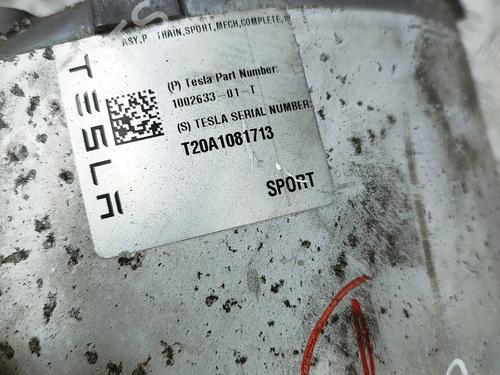 ASY,P TRAIN,SPORT,MECH,COMPLETE,
TESLA
(P) Tesla Part Number:
1002633-01-T
(S) TESLA SERIAL NUMBER:
T20A1081713
SPORT